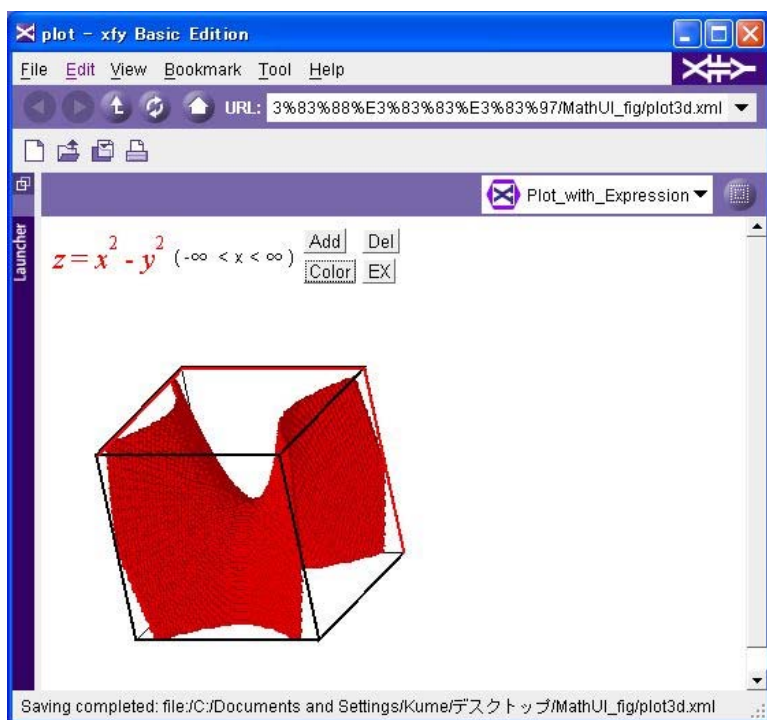 plot - xfy Basic Edition
File Edit View Bookmark Tool Help
URL: 3%83%88%E3%83%83%E3%83%97/MathUI_fig/plot3d.xml
Plot_with_Expression
Launcher
z = x² - y² (-∞ < x < ∞) Add Del
Color EX
Saving completed: file:/C:/Documents and Settings/Kume/デスクトップ/MathUI_fig/plot3d.xml